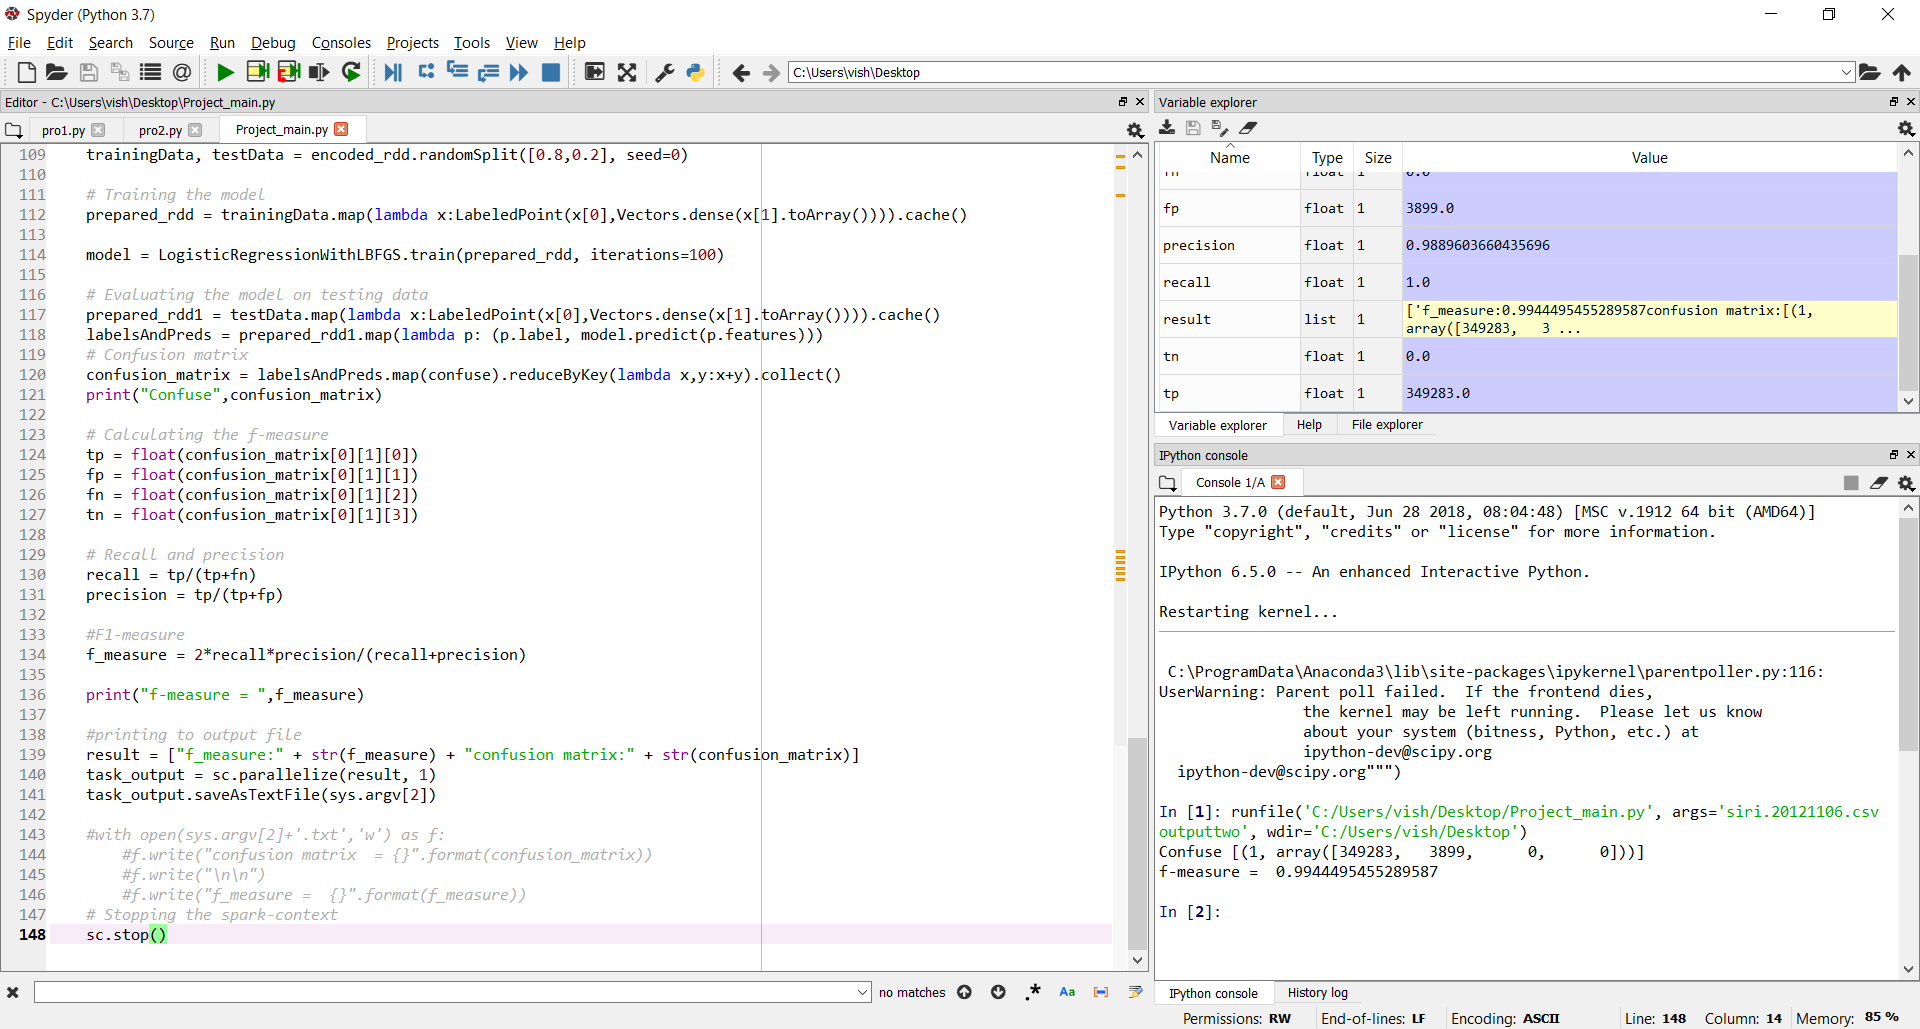 Spyder (Python 3.7)
File Edit Search Source Run Debug Consoles Projects Tools View Help
C:\Users\vish\Desktop
Editor - C:\Users\vish\Desktop\Project_main.py
pro1.py pro2.py Project_main.py
109 trainingData, testData = encoded_rdd.randomSplit([0.8,0.2], seed=0)
110
111 # Training the model
112 prepared_rdd = trainingData.map(lambda x:LabeledPoint(x[0],Vectors.dense(x[1].toArray()))).cache()
113
114 model = LogisticRegressionWithLBFGS.train(prepared_rdd, iterations=100)
115
116 # Evaluating the model on testing data
117 prepared_rdd1 = testData.map(lambda x:LabeledPoint(x[0],Vectors.dense(x[1].toArray()))).cache()
118 labelsAndPreds = prepared_rdd1.map(lambda p: (p.label, model.predict(p.features)))
119 # Confusion matrix
120 confusion_matrix = labelsAndPreds.map(confuse).reduceByKey(lambda x,y:x+y).collect()
121 print("Confuse",confusion_matrix)
122
123 # Calculating the f-measure
124 tp = float(confusion_matrix[0][1][0])
125 fp = float(confusion_matrix[0][1][1])
126 fn = float(confusion_matrix[0][1][2])
127 tn = float(confusion_matrix[0][1][3])
128
129 # Recall and precision
130 recall = tp/(tp+fn)
131 precision = tp/(tp+fp)
132
133 #F1-measure
134 f_measure = 2*recall*precision/(recall+precision)
135
136 print("f-measure = ",f_measure)
137
138 #printing to output file
139 result = ["f_measure:" + str(f_measure) + "confusion matrix:" + str(confusion_matrix)]
140 task_output = sc.parallelize(result, 1)
141 task_output.saveAsTextFile(sys.argv[2])
142
143 #with open(sys.argv[2]+'.txt','w') as f:
144 #f.write("confusion matrix  = {}".format(confusion_matrix))
145 #f.write("\n\n")
146 #f.write("f_measure =  {}".format(f_measure))
147 # Stopping the spark-context
148 sc.stop()
no matches .* Aa
Variable explorer
Name Type Size Value
fn float 1 0.0
fp float 1 3899.0
precision float 1 0.9889603660435696
recall float 1 1.0
result list 1 ['f_measure:0.9944495455289587confusion matrix:[(1,
array([349283,   3 ...
tn float 1 0.0
tp float 1 349283.0
Variable explorer Help File explorer
IPython console
Console 1/A
Python 3.7.0 (default, Jun 28 2018, 08:04:48) [MSC v.1912 64 bit (AMD64)]
Type "copyright", "credits" or "license" for more information.
IPython 6.5.0 -- An enhanced Interactive Python.
Restarting kernel...
C:\ProgramData\Anaconda3\lib\site-packages\ipykernel\parentpoller.py:116:
UserWarning: Parent poll failed.  If the frontend dies,
the kernel may be left running.  Please let us know
about your system (bitness, Python, etc.) at
ipython-dev@scipy.org
ipython-dev@scipy.org""")
In [1]: runfile('C:/Users/vish/Desktop/Project_main.py', args='siri.20121106.csv
outputtwo', wdir='C:/Users/vish/Desktop')
Confuse [(1, array([349283,   3899,      0,      0]))]
f-measure =  0.9944495455289587
In [2]:
IPython console History log
Permissions: RW End-of-lines: LF Encoding: ASCII Line: 148 Column: 14 Memory: 85 %